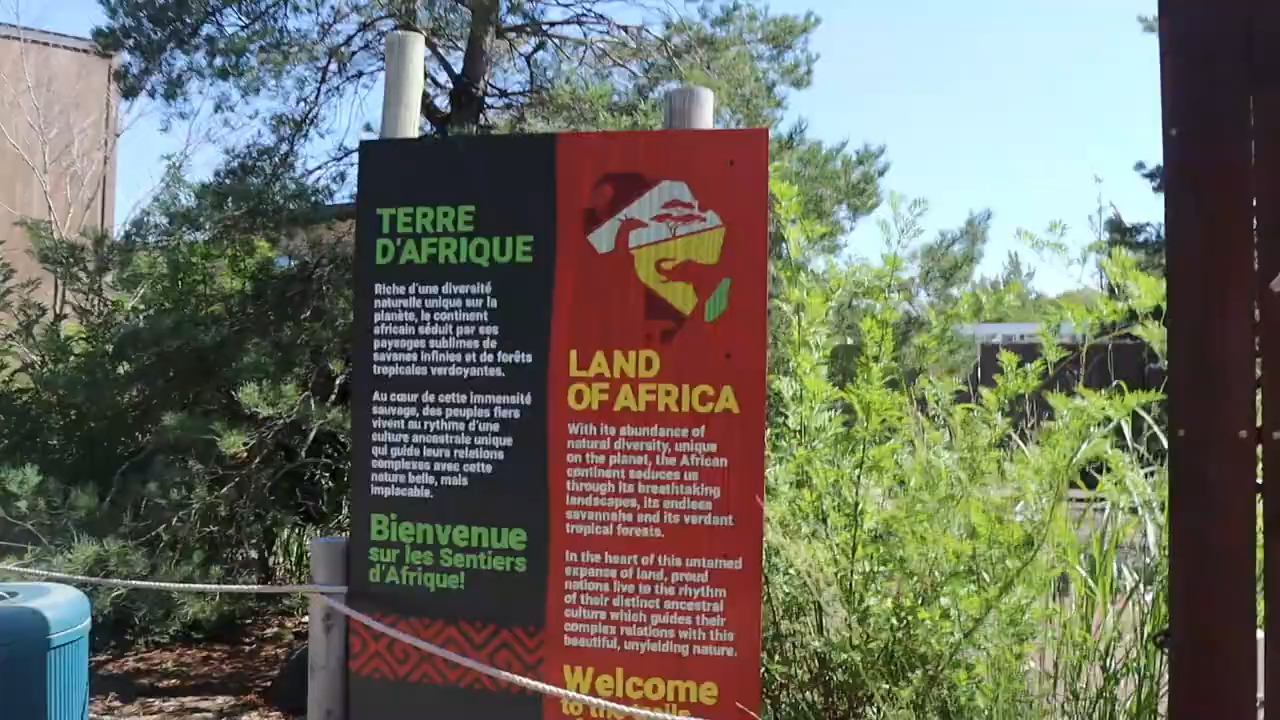 TERRE
D'AFRIQUE
Riche d'une diversité
naturelle unique sur la
planète, le continent
africain séduit par ses
paysages sublimes de
savanes infinies et de forêts
tropicales verdoyantes.
Au cœur de cette immensité
sauvage, des peuples fiers
vivent au rythme d'une
culture ancestrale unique
qui guide leurs relations
complexes avec cette
nature belle, mais
implacable.
Bienvenue
sur les Sentiers
d'Afrique!
LAND
OF AFRICA
With its abundance of
natural diversity, unique
on the planet, the African
continent seduces us
through its breathtaking
landscapes, its endless
savannahs and its verdant
tropical forests.
In the heart of this untamed
expanse of land, proud
nations live to the rhythm
of their distinct ancestral
culture which guides their
complex relations with this
beautiful, unyielding nature.
Welcome
to the trails